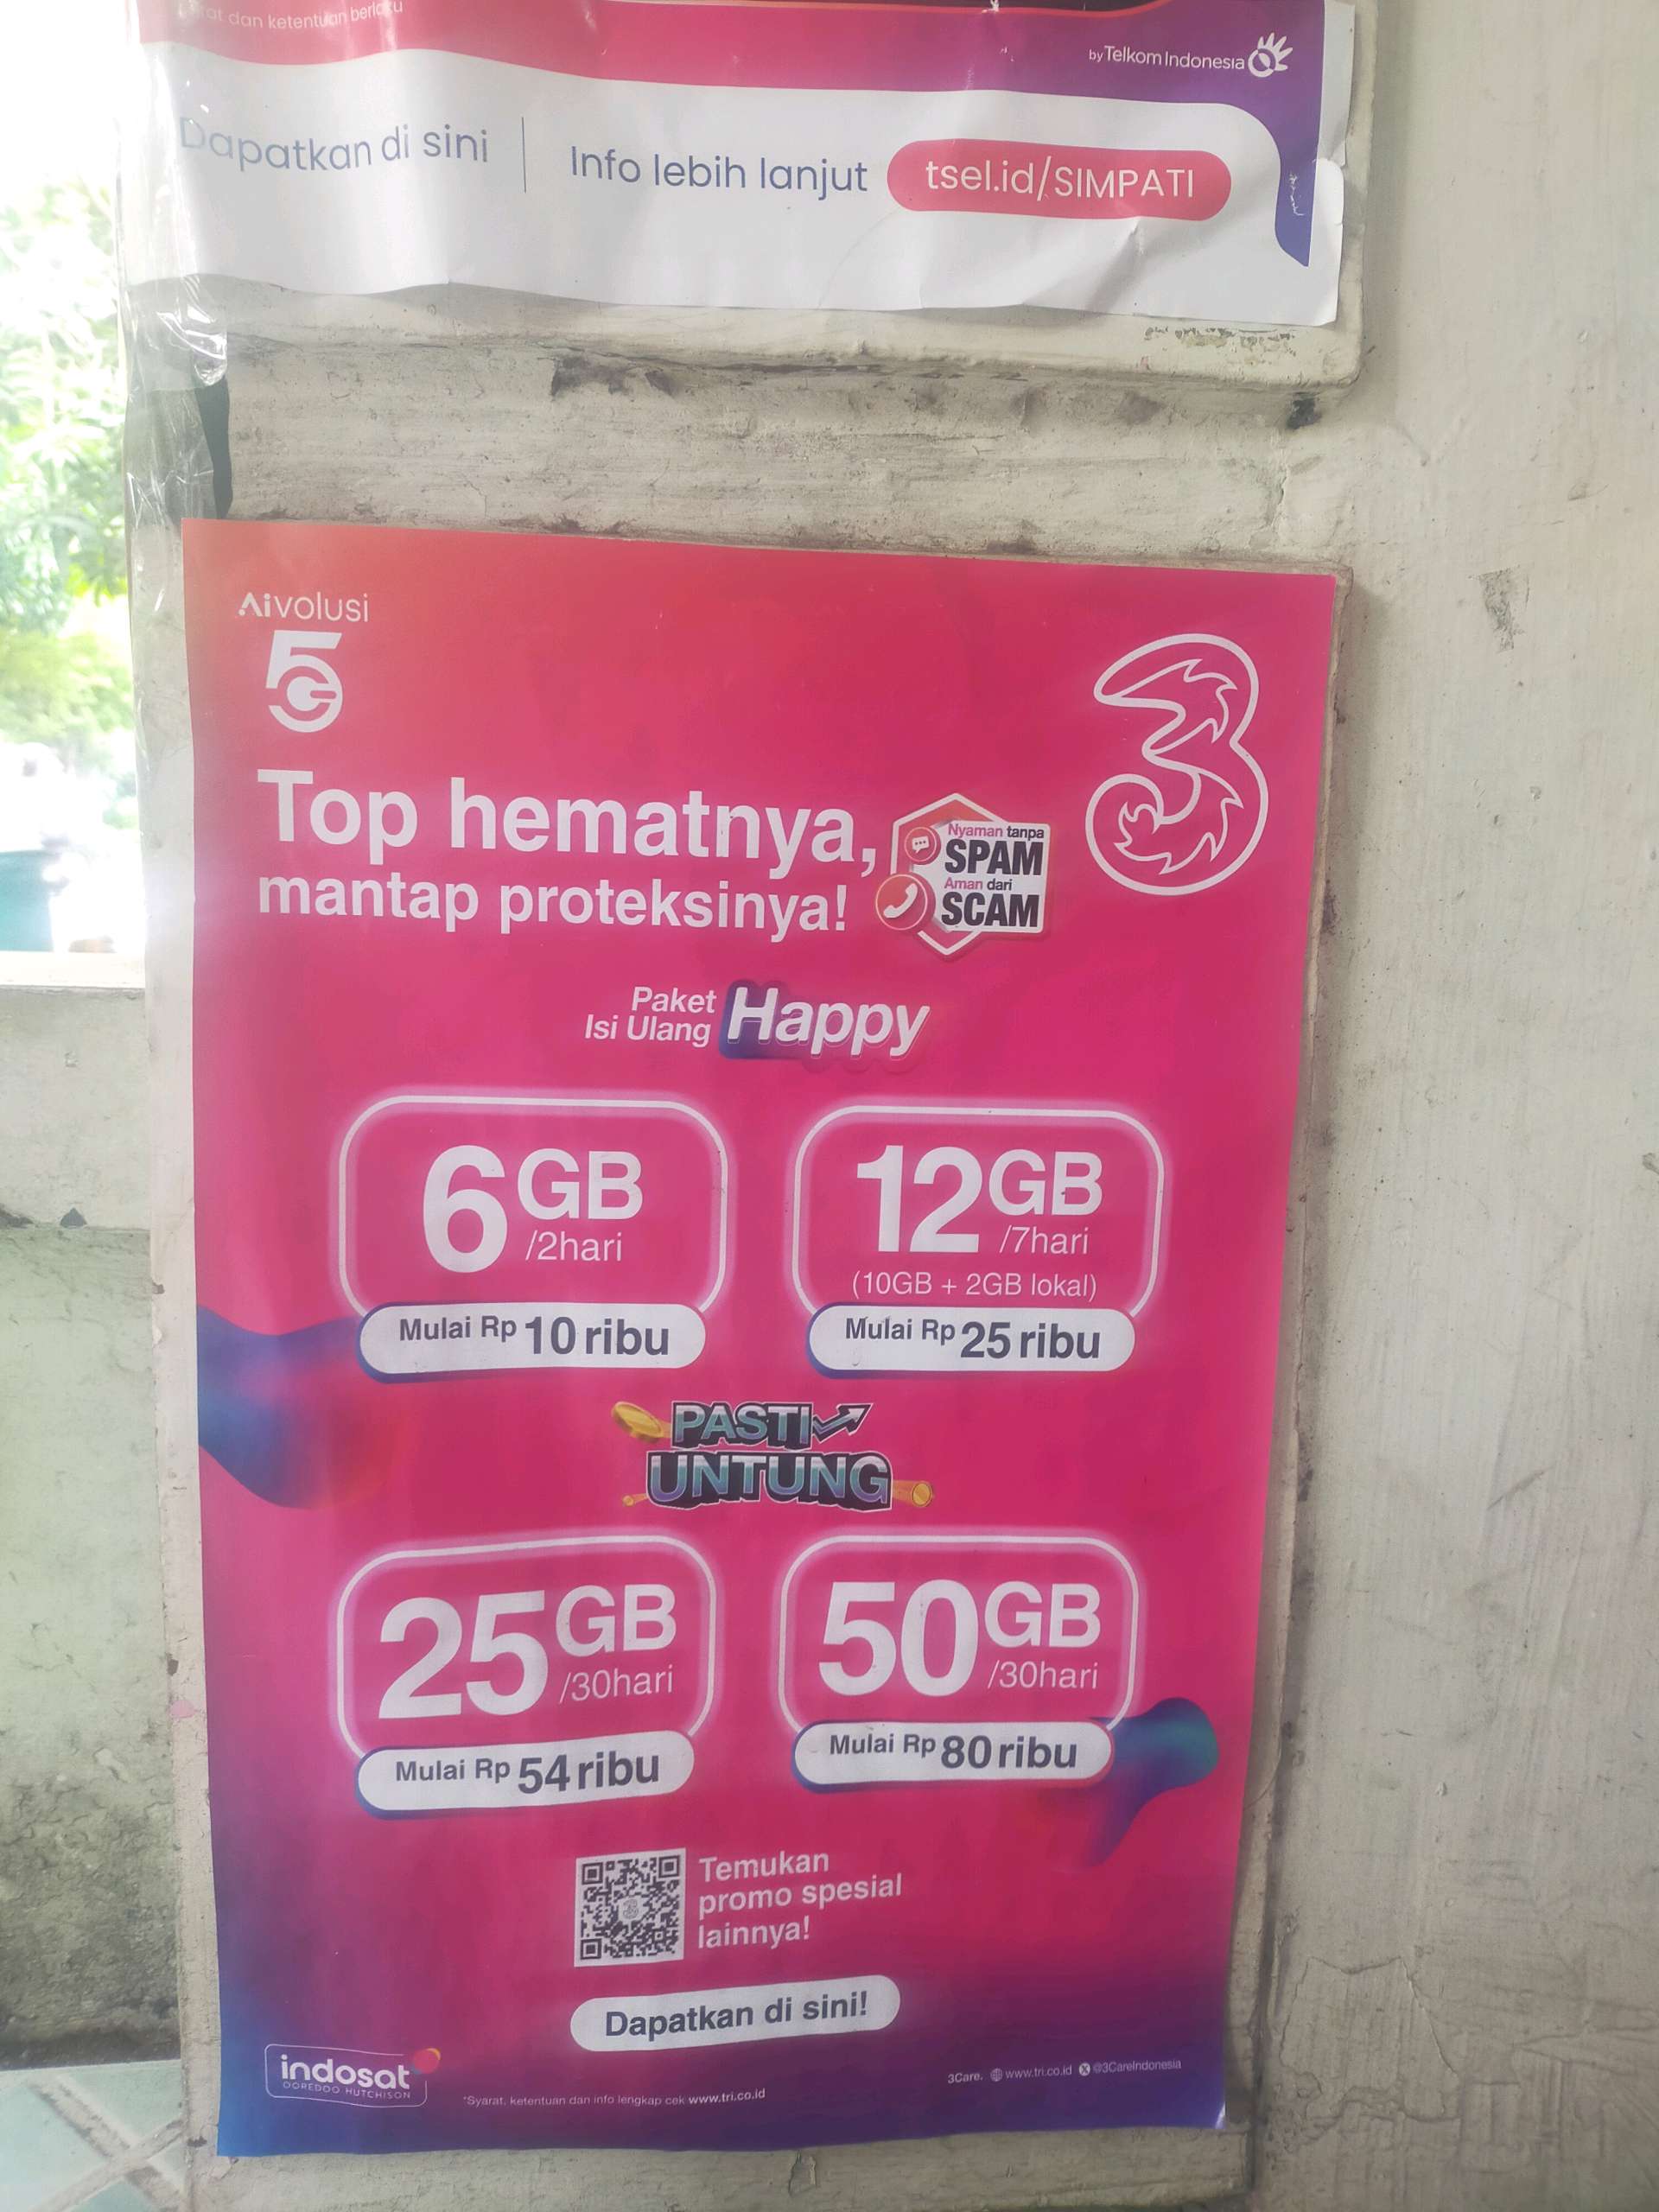 dan ketentuan berlaku
by Telkom Indonesia
Dapatkan di sini
Info lebih lanjut
tsel.id/SIMPATI
Aivolusi
5G
3
Top hematnya,
mantap proteksinya!
Nyaman tanpa
SPAM
Aman dari
SCAM
Paket
Isi Ulang
Happy
6GB
/2hari
Mulai Rp 10 ribu
12GB
/7hari
(10GB + 2GB lokal)
Mulai Rp 25 ribu
PASTI
UNTUNG
25GB
/30hari
Mulai Rp 54 ribu
50GB
/30hari
Mulai Rp 80 ribu
Temukan
promo spesial
lainnya!
Dapatkan di sini!
indosat
OOREDOO HUTCHISON
*Syarat, ketentuan dan info lengkap cek www.tri.co.id
3Care. www.tri.co.id @3CareIndonesia